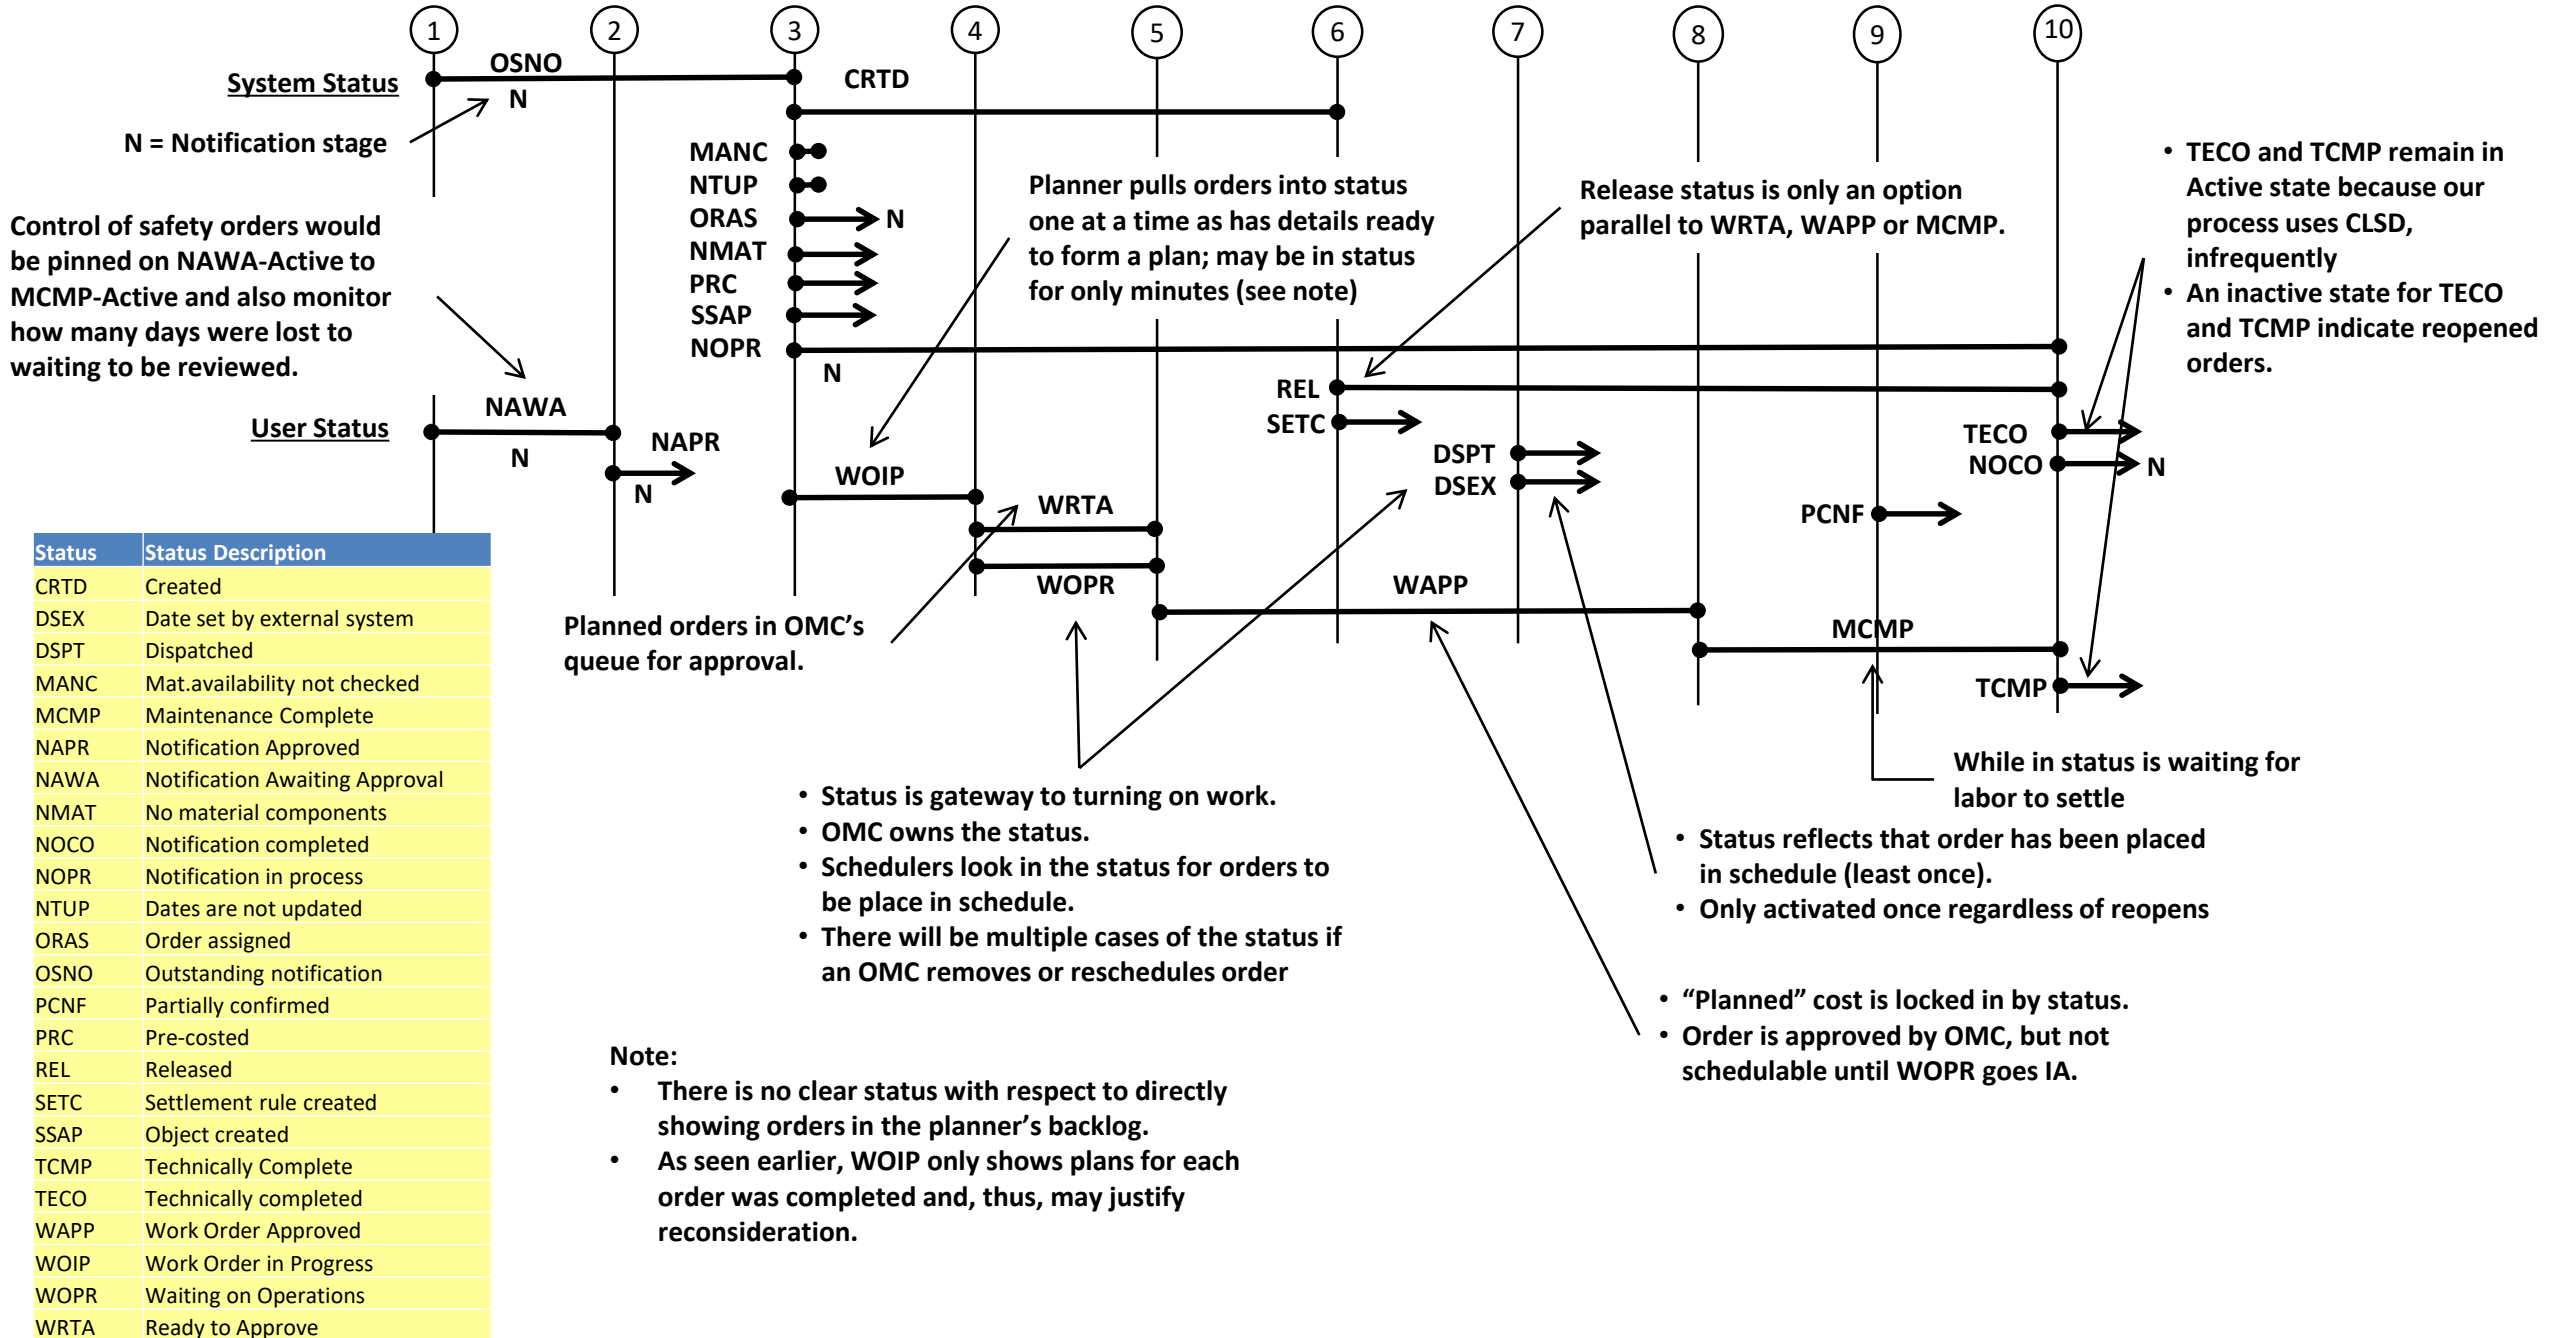 1 2 3 4 5 6 7 8 9 10
OSNO
System Status
CRTD
N
N = Notification stage
MANC
NTUP
ORAS N
NMAT
PRC
SSAP
NOPR
N
Planner pulls orders into status
one at a time as has details ready
to form a plan; may be in status
for only minutes (see note)
Release status is only an option
parallel to WRTA, WAPP or MCMP.
• TECO and TCMP remain in
Active state because our
process uses CLSD,
infrequently
• An inactive state for TECO
and TCMP indicate reopened
orders.
Control of safety orders would
be pinned on NAWA-Active to
MCMP-Active and also monitor
how many days were lost to
waiting to be reviewed.
REL
SETC
NAWA
User Status
N
NAPR
N
DSPT
DSEX
TECO
NOCO N
WOIP
WRTA
PCNF
WOPR
WAPP
MCMP
TCMP
Planned orders in OMC’s
queue for approval.
While in status is waiting for
labor to settle
• Status is gateway to turning on work.
• OMC owns the status.
• Schedulers look in the status for orders to
be place in schedule.
• There will be multiple cases of the status if
an OMC removes or reschedules order
• Status reflects that order has been placed
in schedule (least once).
• Only activated once regardless of reopens
• “Planned” cost is locked in by status.
• Order is approved by OMC, but not
schedulable until WOPR goes IA.
Note:
• There is no clear status with respect to directly
showing orders in the planner’s backlog.
• As seen earlier, WOIP only shows plans for each
order was completed and, thus, may justify
reconsideration.
Status Status Description
CRTD Created
DSEX Date set by external system
DSPT Dispatched
MANC Mat.availability not checked
MCMP Maintenance Complete
NAPR Notification Approved
NAWA Notification Awaiting Approval
NMAT No material components
NOCO Notification completed
NOPR Notification in process
NTUP Dates are not updated
ORAS Order assigned
OSNO Outstanding notification
PCNF Partially confirmed
PRC Pre-costed
REL Released
SETC Settlement rule created
SSAP Object created
TCMP Technically Complete
TECO Technically completed
WAPP Work Order Approved
WOIP Work Order in Progress
WOPR Waiting on Operations
WRTA Ready to Approve